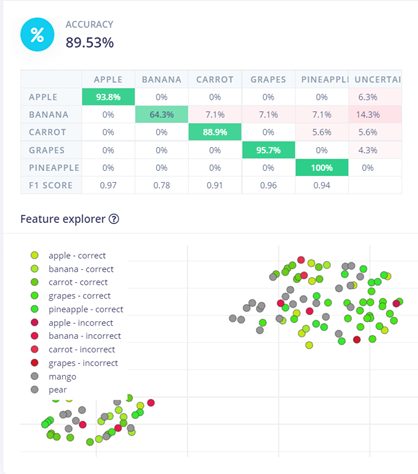 ACCURACY
89.53%
APPLE BANANA CARROT GRAPES PINEAPPLI UNCERTAI
APPLE 93.8% 0% 0% 0% 0% 6.3%
BANANA 0% 64.3% 7.1% 7.1% 7.1% 14.3%
CARROT 0% 0% 88.9% 0% 5.6% 5.6%
GRAPES 0% 0% 0% 95.7% 0% 4.3%
PINEAPPLE 0% 0% 0% 0% 100% 0%
F1 SCORE 0.97 0.78 0.91 0.96 0.94
Feature explorer ?
apple - correct
banana - correct
carrot - correct
grapes - correct
pineapple - correct
apple - incorrect
banana - incorrect
carrot - incorrect
grapes - incorrect
mango
pear